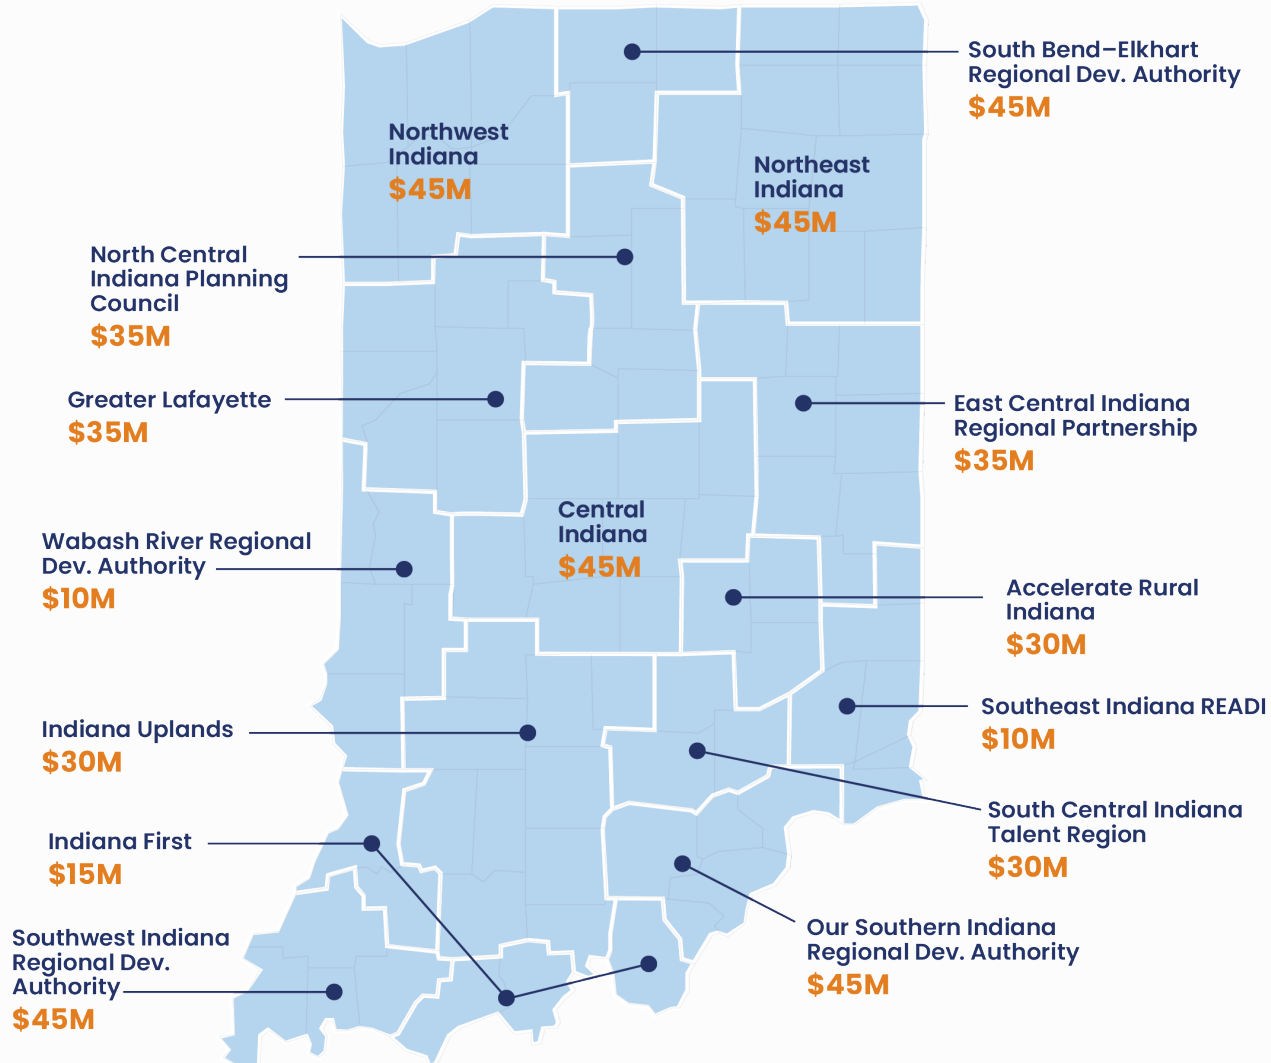 South Bend–Elkhart
Regional Dev. Authority
$45M
Northwest
Indiana
$45M
Northeast
Indiana
$45M
North Central
Indiana Planning
Council
$35M
Greater Lafayette
$35M
East Central Indiana
Regional Partnership
$35M
Central
Indiana
$45M
Wabash River Regional
Dev. Authority
$10M
Accelerate Rural
Indiana
$30M
Indiana Uplands
$30M
Southeast Indiana READI
$10M
South Central Indiana
Talent Region
$30M
Indiana First
$15M
Our Southern Indiana
Regional Dev. Authority
$45M
Southwest Indiana
Regional Dev.
Authority
$45M